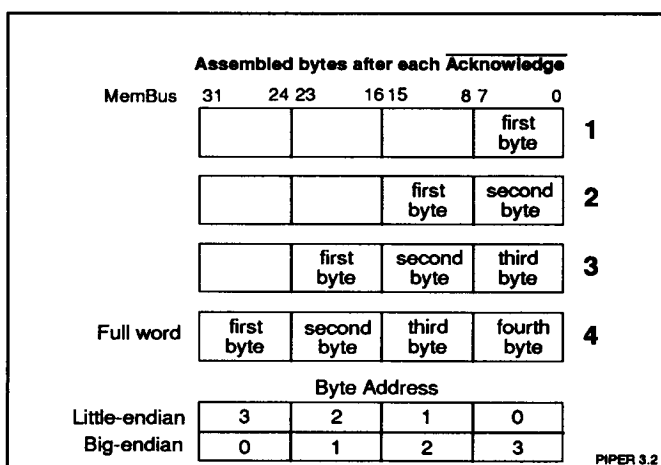 Assembled bytes after each Acknowledge
MemBus 31 24 23 16 15 8 7 0
first byte 1
first byte second byte 2
first byte second byte third byte 3
Full word first byte second byte third byte fourth byte 4
Byte Address
Little-endian 3 2 1 0
Big-endian 0 1 2 3
PIPER 3.2